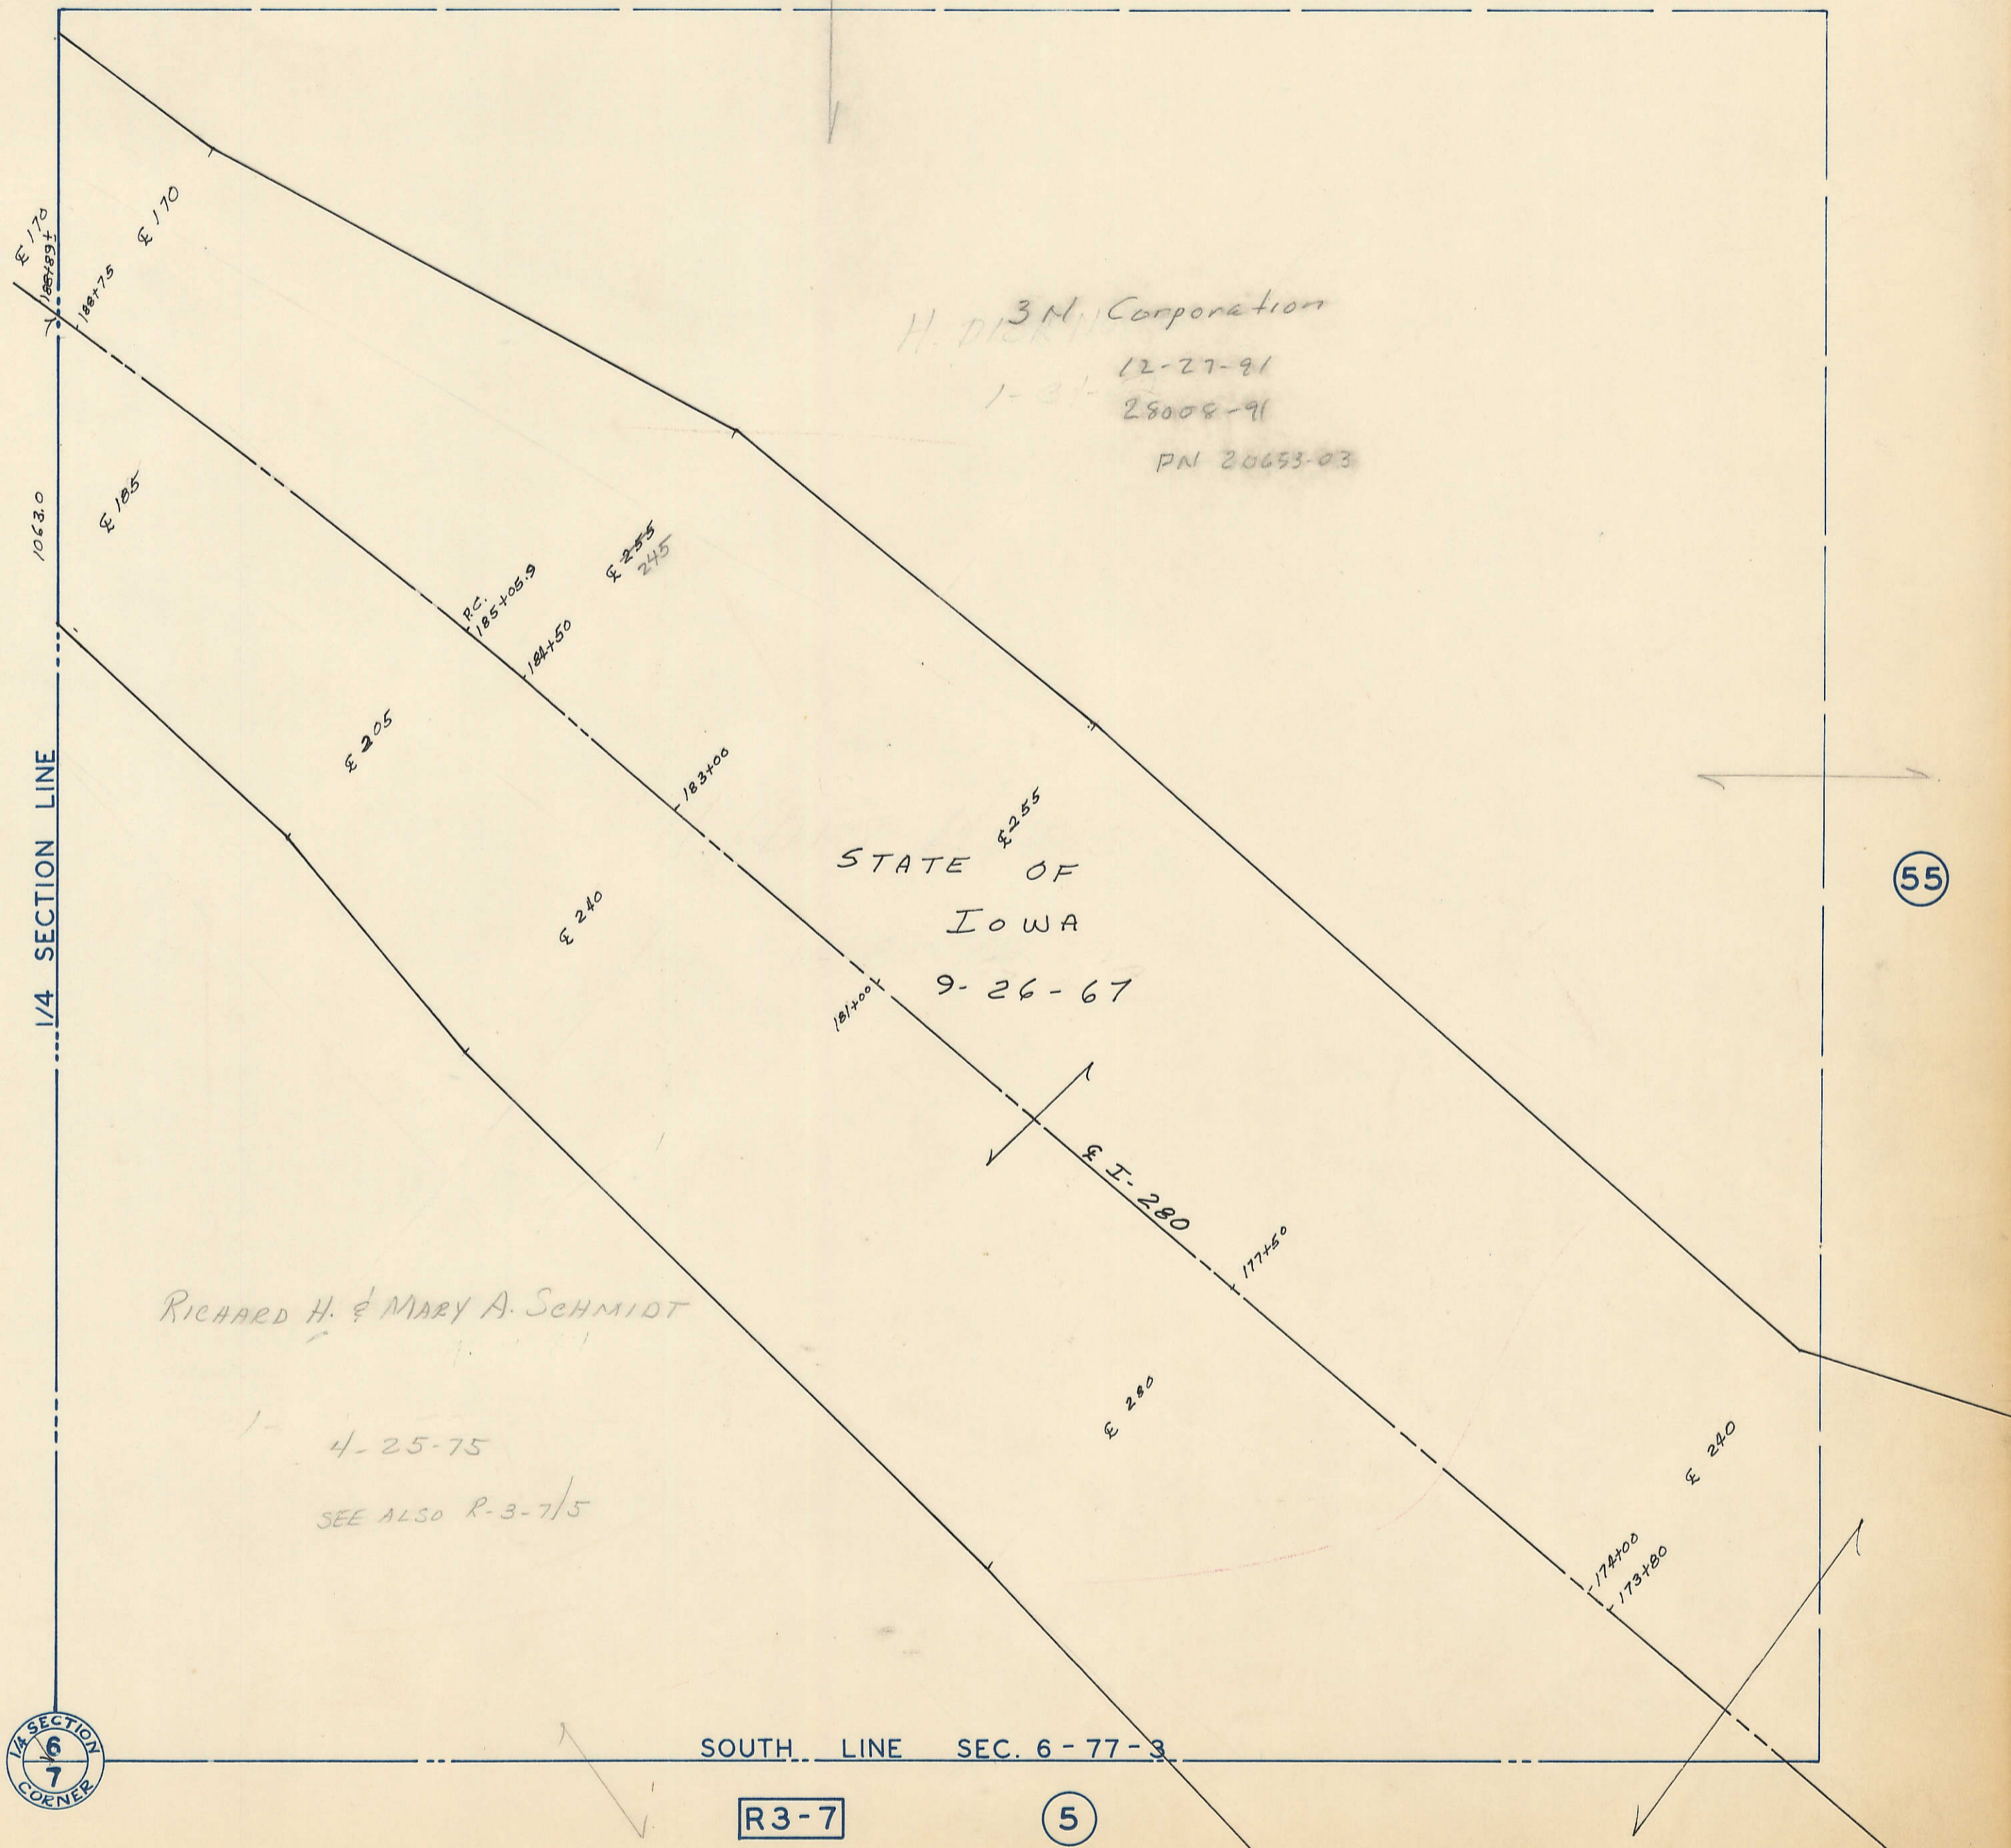 ℄ 170
188+89±
188+75
℄ 170
3N Corporation
12-27-91
28008-91
PN 20653-03
1063.0
℄ 185
P.C.
185+05.9
184+50
℄ 255
245
℄ 205
183+00
℄ 255
STATE OF
IOWA
9-26-67
℄ 240
181+00
1/4 SECTION LINE
55
℄ I-280
177+50
RICHARD H. & MARY A. SCHMIDT
4-25-75
SEE ALSO R-3-7/5
℄ 280
℄ 240
174+00
173+80
1/4 SECTION
6
7
CORNER
SOUTH LINE SEC. 6-77-3
R3-7
5